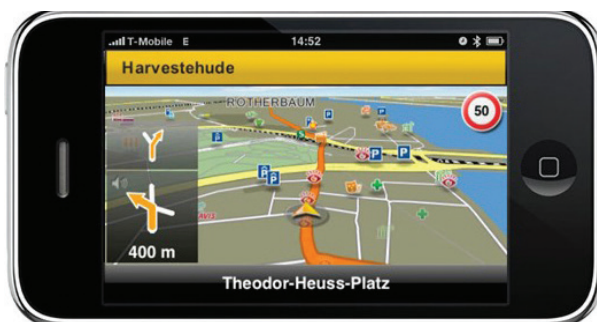 T-Mobile E 14:52
Harvestehude
ROTHERBAUM
50
P
P
P
P
P
400 m
Theodor-Heuss-Platz